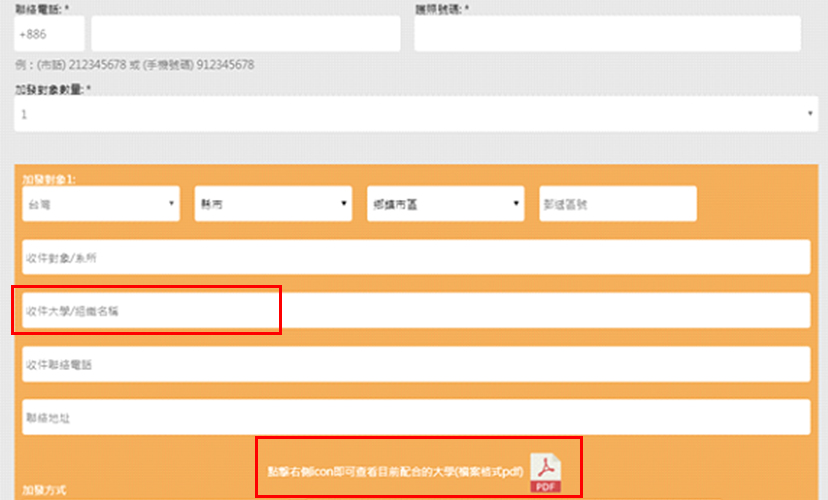 聯絡電話: * 護照號碼: *
+886
例：(市話) 212345678 或 (手機號碼) 912345678
加發對象數量: *
1
加發對象1:
台灣 縣市 鄉鎮市區 郵遞區號
收件對象/系所
收件大學/組織名稱
收件聯絡電話
聯絡地址
點擊右側icon即可查看目前配合的大學(檔案格式pdf) PDF
加發方式